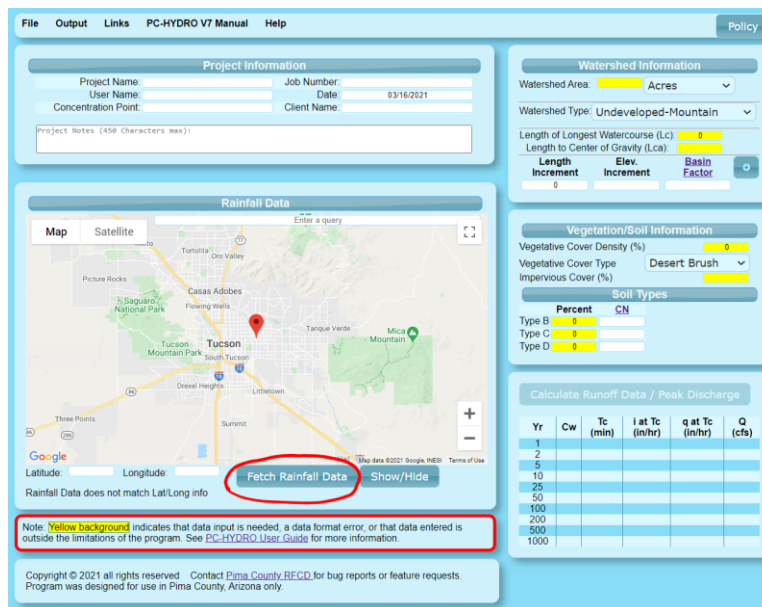 File Output Links PC-HYDRO V7 Manual Help
Policy
Project Information
Project Name:
Job Number:
User Name:
Date: 03/16/2021
Concentration Point:
Client Name:
Project Notes (450 Characters max):
Rainfall Data
Enter a query
Map Satellite
Tortolita
Oro Valley
77
Picture Rocks
Casas Adobes
Saguaro
National Park
Flowing Wells
Tanque Verde
Mica
Mountain
Tucson
Tucson
Mountain Park
South Tucson
Drexel Heights
Littletown
86
Three Points
Summit
286
Google
Map data ©2021 Google, INEGI Terms of Use
Latitude:
Longitude:
Fetch Rainfall Data
Show/Hide
Rainfall Data does not match Lat/Long info
Note: Yellow background indicates that data input is needed, a data format error, or that data entered is
outside the limitations of the program. See PC-HYDRO User Guide for more information.
Copyright © 2021 all rights reserved Contact Pima County RFCD for bug reports or feature requests.
Program was designed for use in Pima County, Arizona only.
Watershed Information
Watershed Area: Acres
Watershed Type: Undeveloped-Mountain
Length of Longest Watercourse (Lc): 0
Length to Center of Gravity (Lca):
Length
Increment
Elev.
Increment
Basin
Factor
0
Vegetation/Soil Information
Vegetative Cover Density (%) 0
Vegetative Cover Type Desert Brush
Impervious Cover (%)
Soil Types
Percent CN
Type B 0
Type C 0
Type D 0
Calculate Runoff Data / Peak Discharge
Yr
Cw
Tc
(min)
i at Tc
(in/hr)
q at Tc
(in/hr)
Q
(cfs)
1
2
5
10
25
50
100
200
500
1000